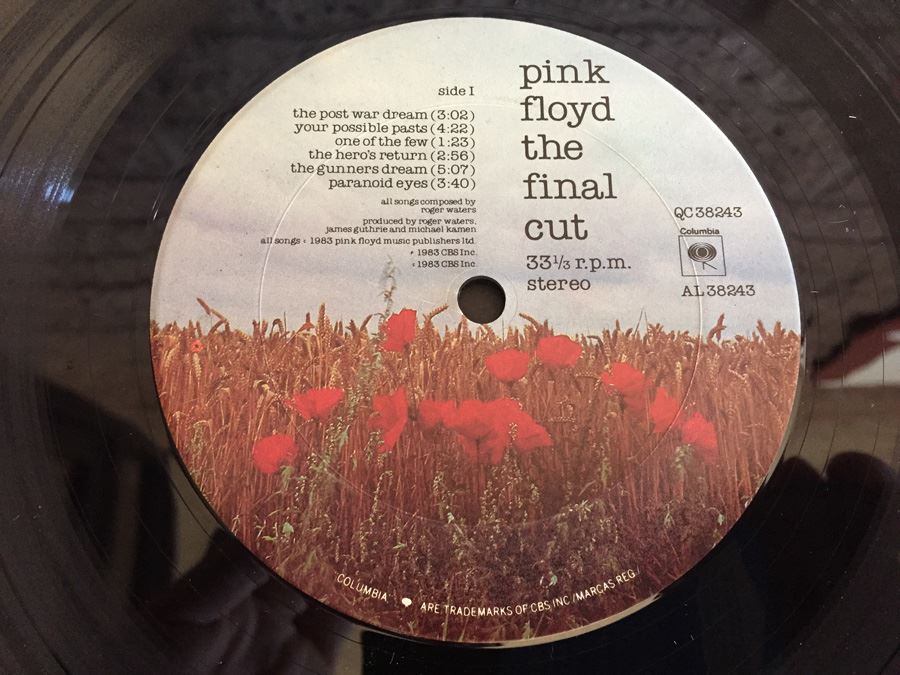 side I
the post war dream (3:02)
your possible pasts (4:22)
one of the few (1:23)
the hero's return (2:56)
the gunners dream (5:07)
paranoid eyes (3:40)
all songs composed by
roger waters
produced by roger waters,
james guthrie and michael kamen
all songs © 1983 pink floyd music publishers ltd.
℗ 1983 CBS Inc.
© 1983 CBS Inc.
pink
floyd
the
final
cut
33⅓ r.p.m.
stereo
QC 38243
Columbia
AL 38243
"COLUMBIA", ARE TRADEMARKS OF CBS INC./MARCAS REG.